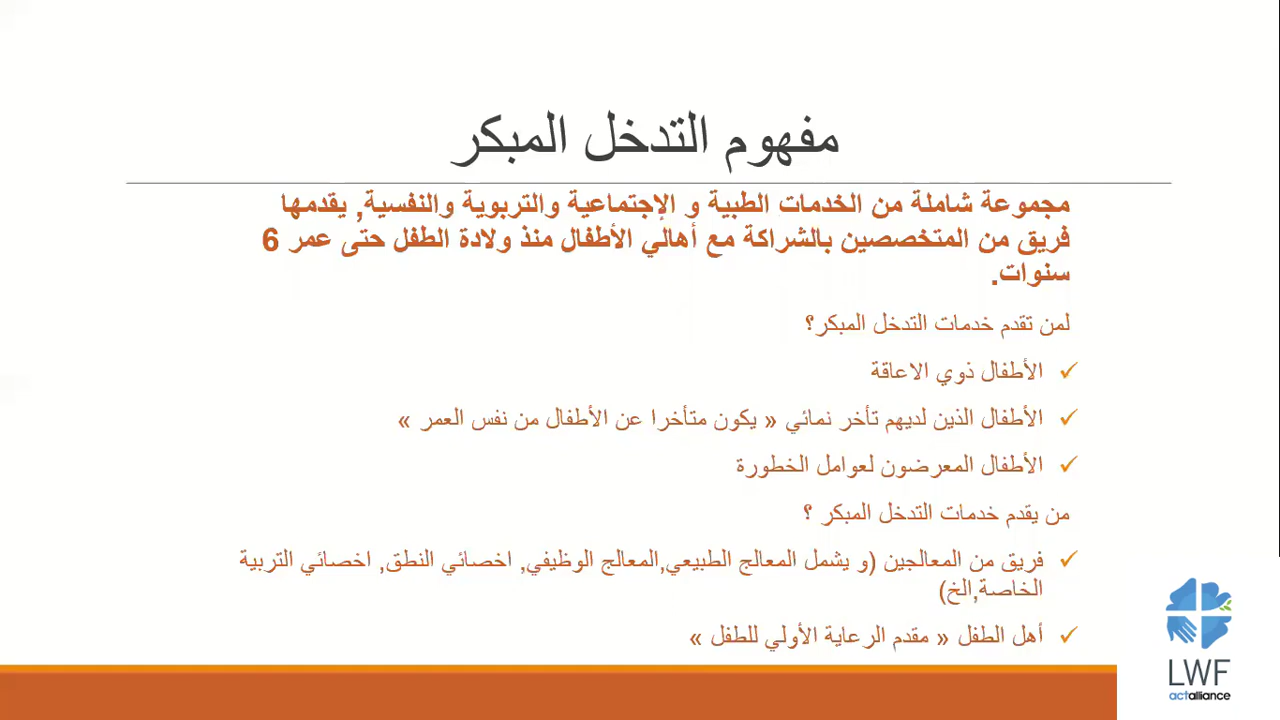 مفهوم التدخل المبكر
مجموعة شاملة من الخدمات الطبية و الإجتماعية والتربوية والنفسية, يقدمها
فريق من المتخصصين بالشراكة مع أهالي الأطفال منذ ولادة الطفل حتى عمر 6
سنوات.
لمن تقدم خدمات التدخل المبكر؟
✓ الأطفال ذوي الاعاقة
✓ الأطفال الذين لديهم تأخر نمائي « يكون متأخرا عن الأطفال من نفس العمر »
✓ الأطفال المعرضون لعوامل الخطورة
من يقدم خدمات التدخل المبكر ؟
✓ فريق من المعالجين (و يشمل المعالج الطبيعي,المعالج الوظيفي, اخصائي النطق, اخصائي التربية
الخاصة,الخ)
✓ أهل الطفل « مقدم الرعاية الأولي للطفل »
LWF
actalliance